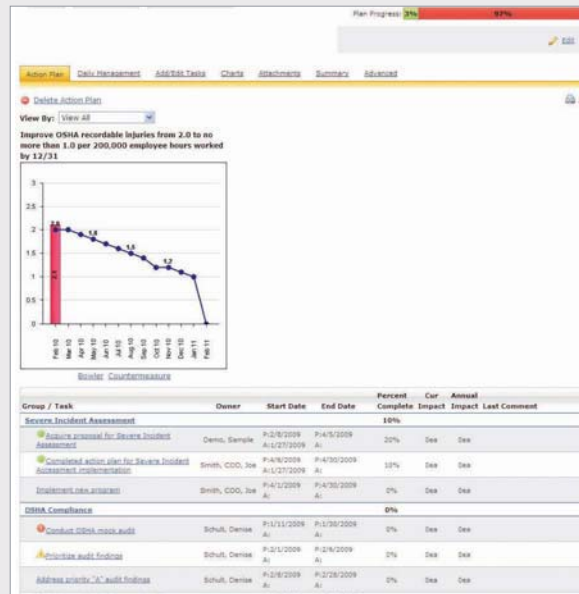 Plan Progress: 3% 97%
Edit
Action Plan Daily Management Add/Edit Tasks Charts Attachments Summary Advanced
Delete Action Plan
View By: View All
Improve OSHA recordable injuries from 2.0 to no
more than 1.0 per 200,000 employee hours worked
by 12/31
3
2.5
2
1.5
1
0.5
0
2.0
1.8
1.5
1.2
2.1
Feb 10 Mar 10 Apr 10 May 10 Jun 10 Jul 10 Aug 10 Sep 10 Oct 10 Nov 10 Dec 10 Jan 11 Feb 11
Bowler Countermeasure
Percent Cur Annual
Group / Task Owner Start Date End Date Complete Impact Impact Last Comment
Severe Incident Assessment 10%
Acquire proposal for Severe Incident
Assessment
Demo, Sample P:2/8/2009 P:4/5/2009 20%
A:1/27/2009 A:
Completed action plan for Severe Incident
Assessment implementation
Smith, COO, Joe P:4/6/2009 P:4/30/2009 10%
A:1/27/2009 A:
Implement new program Smith, COO, Joe P:4/1/2009 P:4/30/2009 0%
A: A:
OSHA Compliance 0%
Conduct OSHA mock audit Schult, Denise P:1/11/2009 P:1/30/2009 0%
A: A:
Prioritize audit findings Schult, Denise P:2/1/2009 P:2/6/2009 0%
A: A:
Address priority "A" audit findings Schult, Denise P:2/8/2009 P:2/28/2009 0%
A: A: